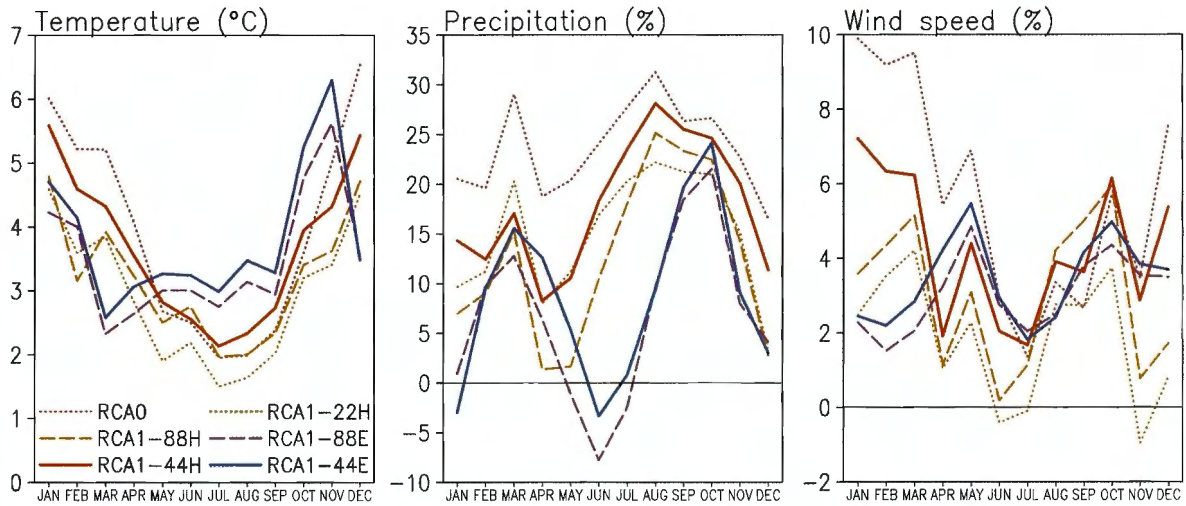 Temperature (°C)
7
6
5
4
3
2
1
0
RCA0
RCA1-22H
RCA1-88H
RCA1-88E
RCA1-44H
RCA1-44E
JAN FEB MAR APR MAY JUN JUL AUG SEP OCT NOV DEC
Precipitation (%)
35
30
25
20
15
10
5
0
-5
-10
JAN FEB MAR APR MAY JUN JUL AUG SEP OCT NOV DEC
Wind speed (%)
10
8
6
4
2
0
-2
JAN FEB MAR APR MAY JUN JUL AUG SEP OCT NOV DEC